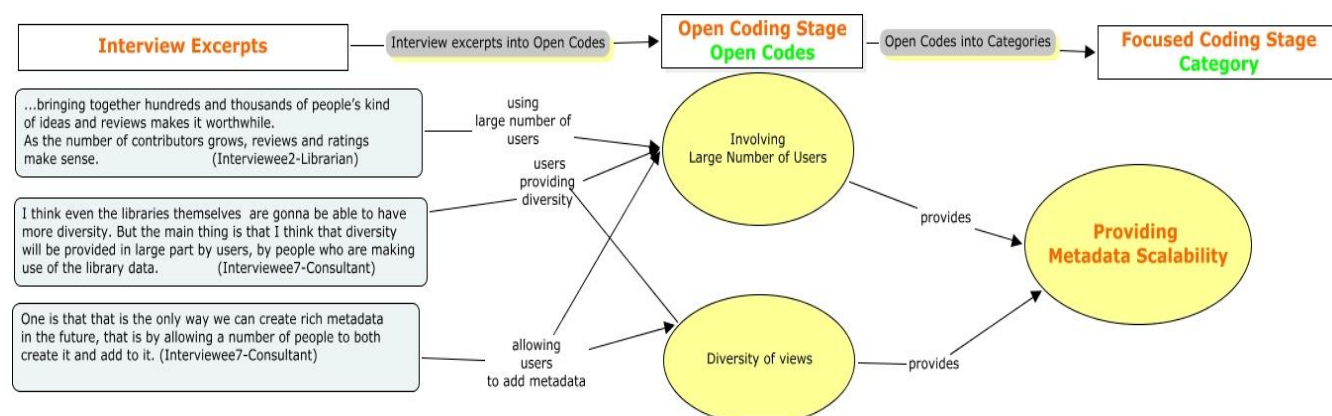 Interview Excerpts
Interview excerpts into Open Codes
Open Coding Stage
Open Codes
Open Codes into Categories
Focused Coding Stage
Category
...bringing together hundreds and thousands of people's kind
of ideas and reviews makes it worthwhile.
As the number of contributors grows, reviews and ratings
make sense. (Interviewee2-Librarian)
using
large number of
users
Involving
Large Number of Users
I think even the libraries themselves are gonna be able to have
more diversity. But the main thing is that I think that diversity
will be provided in large part by users, by people who are making
use of the library data. (Interviewee7-Consultant)
users
providing
diversity
provides
Providing
Metadata Scalability
One is that that is the only way we can create rich metadata
in the future, that is by allowing a number of people to both
create it and add to it. (Interviewee7-Consultant)
allowing
users
to add metadata
Diversity of views
provides